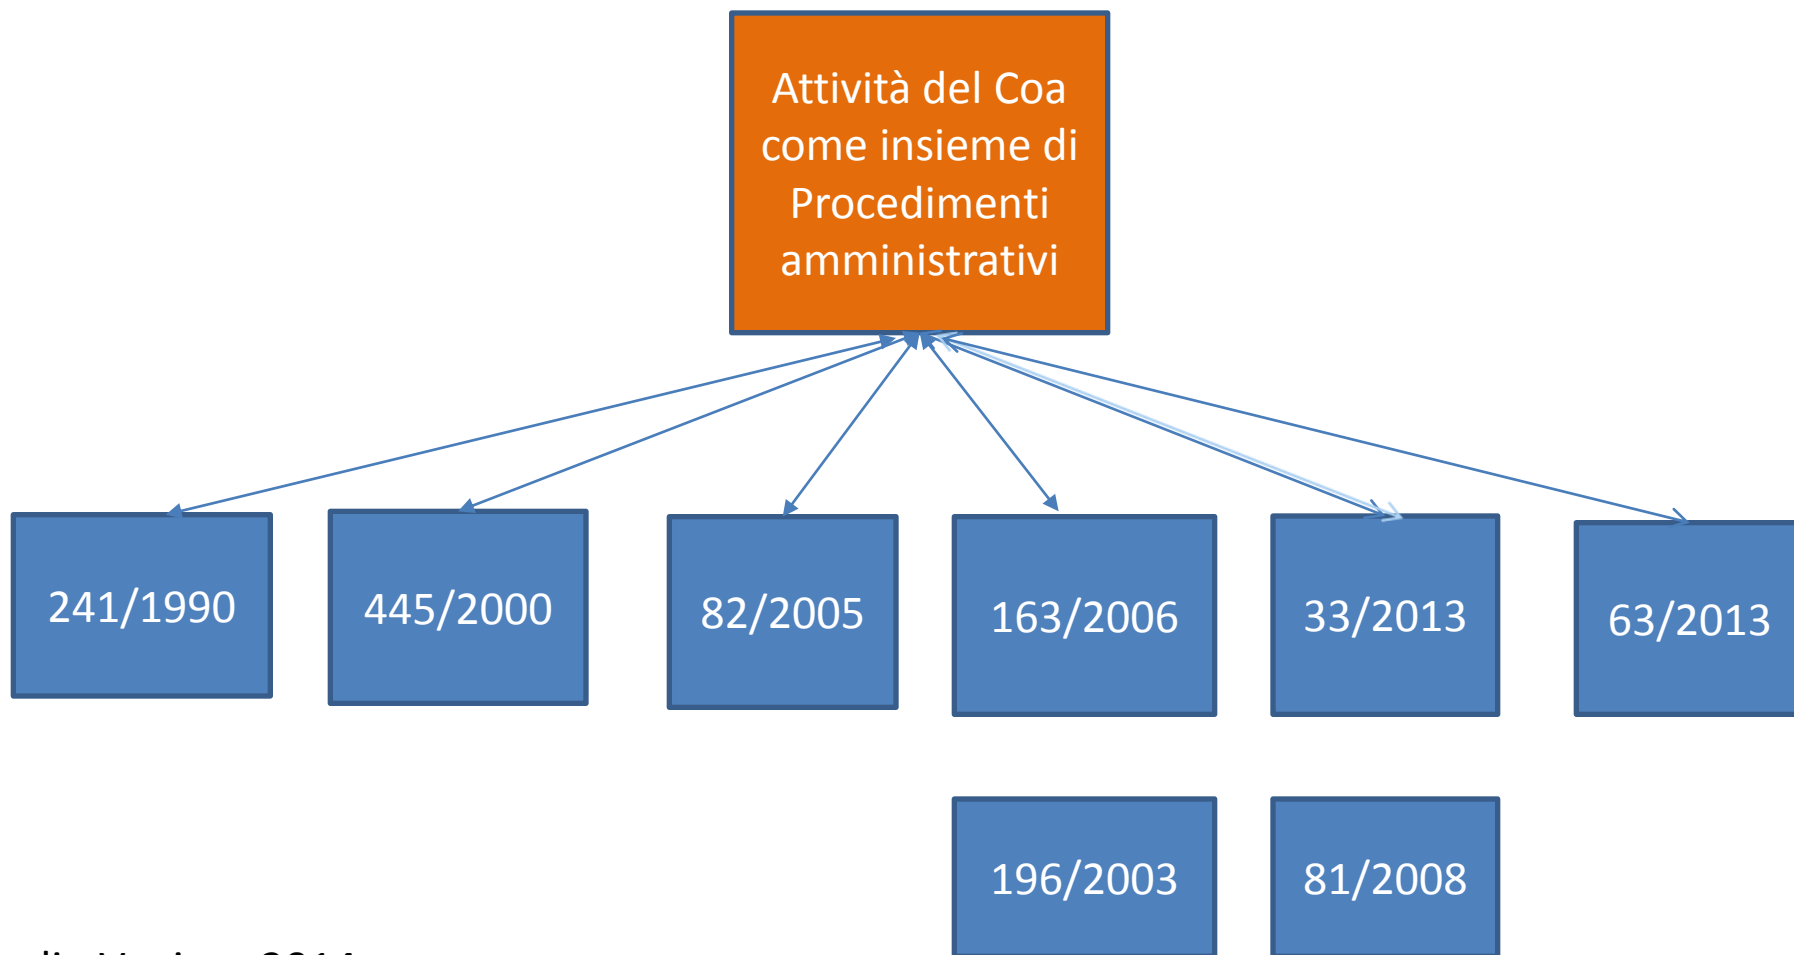 Attività del Coa
come insieme di
Procedimenti
amministrativi
241/1990
445/2000
82/2005
163/2006
33/2013
63/2013
196/2003
81/2008